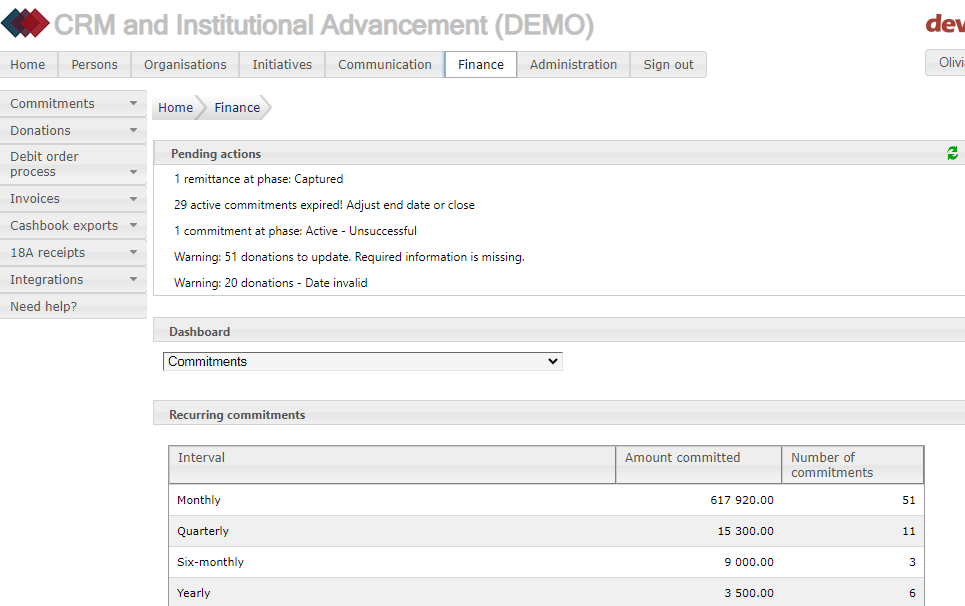 CRM and Institutional Advancement (DEMO)
Home Persons Organisations Initiatives Communication Finance Administration Sign out
Commitments
Donations
Debit order
process
Invoices
Cashbook exports
18A receipts
Integrations
Need help?
Home Finance
Pending actions
1 remittance at phase: Captured
29 active commitments expired! Adjust end date or close
1 commitment at phase: Active - Unsuccessful
Warning: 51 donations to update. Required information is missing.
Warning: 20 donations - Date invalid
Dashboard
Commitments
Recurring commitments
Interval Amount committed Number of
commitments
Monthly 617 920.00 51
Quarterly 15 300.00 11
Six-monthly 9 000.00 3
Yearly 3 500.00 6